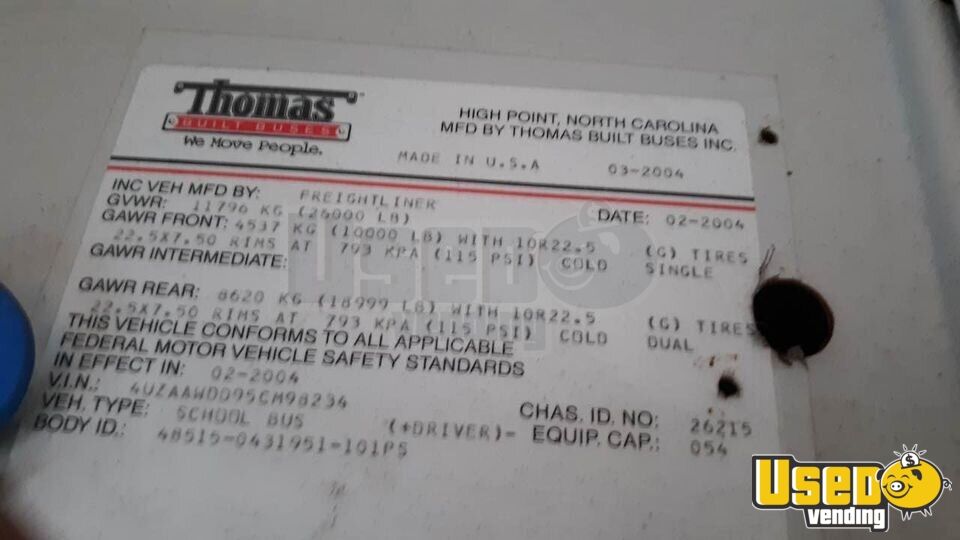 Thomas
BUILT BUSES
We Move People.
HIGH POINT, NORTH CAROLINA
MFD BY THOMAS BUILT BUSES INC.
MADE IN U.S.A 03-2004
INC VEH MFD BY: FREIGHTLINER DATE: 02-2004
GVWR: 11796 KG (26000 LB)
GAWR FRONT: 4537 KG (10000 LB) WITH 10R22.5 (G) TIRES
22.5X7.50 RIMS AT 793 KPA (115 PSI) COLD SINGLE
GAWR INTERMEDIATE:
GAWR REAR: 8620 KG (18999 LB) WITH 10R22.5 (G) TIRES
22.5X7.50 RIMS AT 793 KPA (115 PSI) COLD DUAL
THIS VEHICLE CONFORMS TO ALL APPLICABLE
FEDERAL MOTOR VEHICLE SAFETY STANDARDS
IN EFFECT IN: 02-2004
V.I.N.: 4UZAAWDD95CM98234 CHAS. ID. NO: 26215
VEH. TYPE: SCHOOL BUS (+DRIVER)= EQUIP. CAP.: 054
BODY ID.: 48515-0431951-101P5
USED vending
USED vending